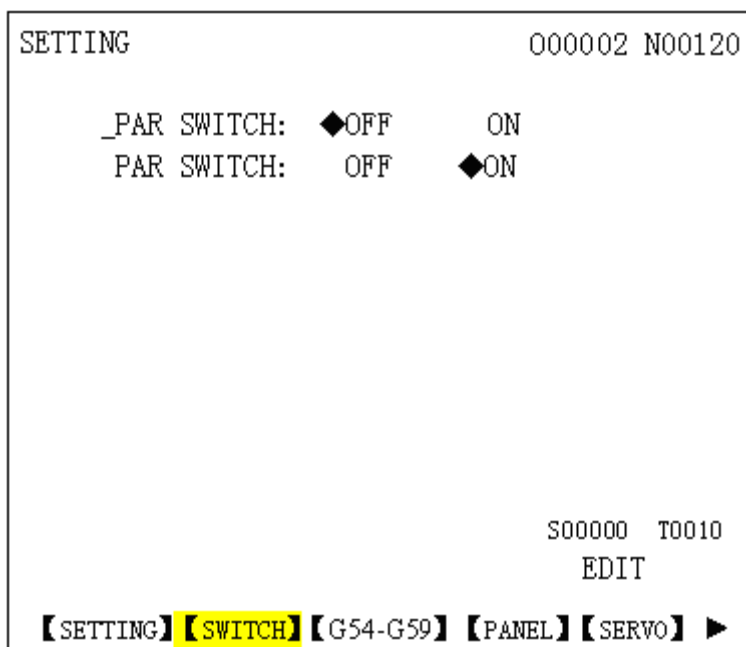 SETTING O00002 N00120
_PAR SWITCH: ◆OFF ON
PAR SWITCH: OFF ◆ON
S00000 T0010
EDIT
【SETTING】【SWITCH】【G54-G59】【PANEL】【SERVO】 ▶